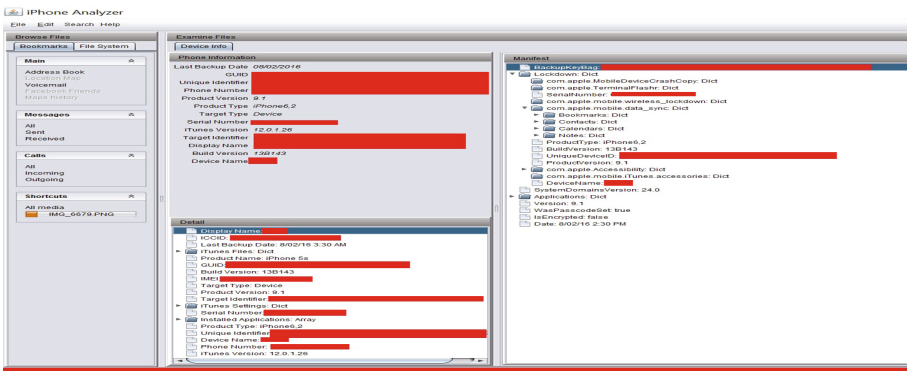 iPhone Analyzer
File Edit Search Help
Browse Files
Bookmarks File System
Main
Address Book
Location Map
Voicemail
Facebook Friends
Maps History
Messages
All
Sent
Received
Calls
All
Incoming
Outgoing
Shortcuts
All media
IMG_6679.PNG
Examine Files
Device Info
Phone Information
Last Backup Date 08/02/2016
GUID
Unique Identifier
Phone Number
Product Version 9.1
Product Type iPhone6,2
Target Type Device
Serial Number
iTunes Version 12.0.1.26
Target Identifier
Display Name
Build Version 13B143
Device Name
Detail
Display Name:
ICCID:
Last Backup Date: 8/02/16 3:30 AM
iTunes Files: Dict
Product Name: iPhone 5s
GUID:
Build Version: 13B143
IMEI
Target Type: Device
Product Version: 9.1
Target Identifier:
iTunes Settings: Dict
Serial Number:
Installed Applications: Array
Product Type: iPhone6,2
Unique Identifier
Device Name:
Phone Number:
iTunes Version: 12.0.1.26
Manifest
BackupKeyBag:
Lockdown: Dict
com.apple.MobileDeviceCrashCopy: Dict
com.apple.TerminalFlashr: Dict
SerialNumber:
com.apple.mobile.wireless_lockdown: Dict
com.apple.mobile.data_sync: Dict
Bookmarks: Dict
Contacts: Dict
Calendars: Dict
Notes: Dict
ProductType: iPhone6,2
BuildVersion: 13B143
UniqueDeviceID:
ProductVersion: 9.1
com.apple.Accessibility: Dict
com.apple.mobile.iTunes.accessories: Dict
DeviceName:
SystemDomainsVersion: 24.0
Applications: Dict
Version: 9.1
WasPasscodeSet: true
IsEncrypted: false
Date: 8/02/16 2:30 PM